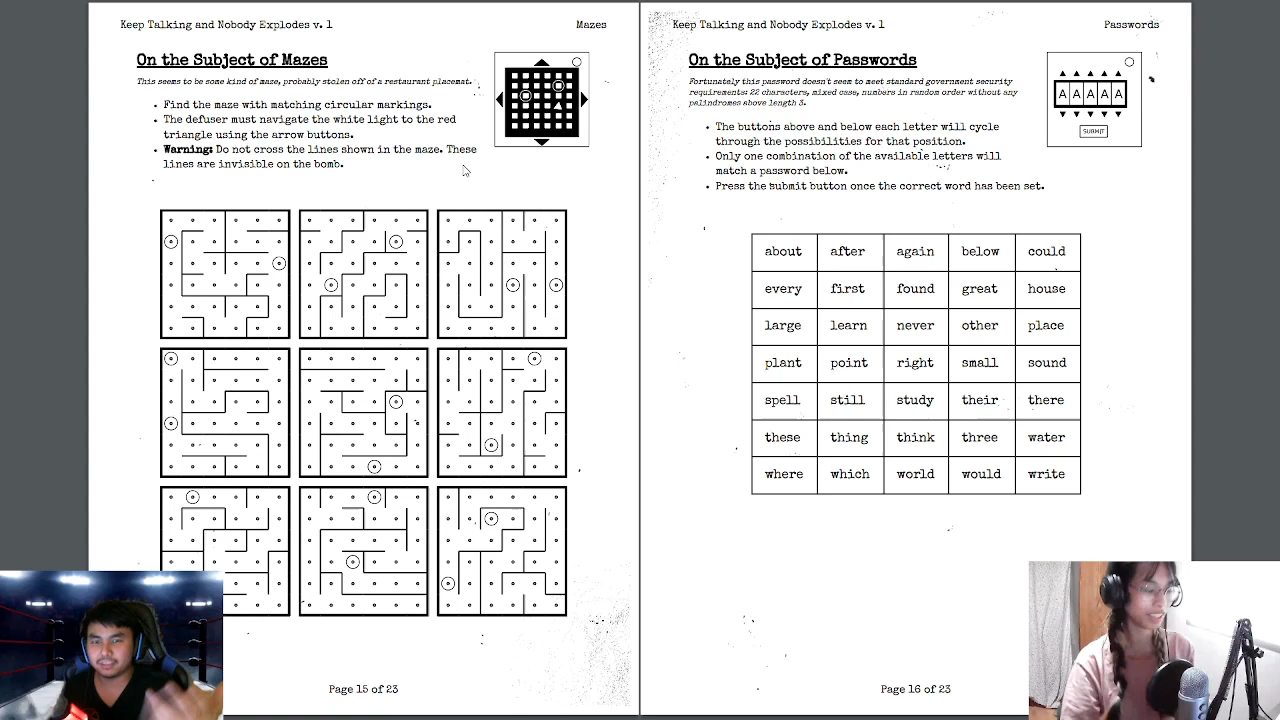 Keep Talking and Nobody Explodes v. 1
Mazes
On the Subject of Mazes
This seems to be some kind of maze, probably stolen off of a restaurant placemat.
Find the maze with matching circular markings.
The defuser must navigate the white light to the red
triangle using the arrow buttons.
Warning: Do not cross the lines shown in the maze. These
lines are invisible on the bomb.
Page 15 of 23
Keep Talking and Nobody Explodes v. 1
Passwords
On the Subject of Passwords
Fortunately this password doesn't seem to meet standard government security
requirements: 22 characters, mixed case, numbers in random order without any
palindromes above length 3.
A A A A A
SUBMIT
The buttons above and below each letter will cycle
through the possibilities for that position.
Only one combination of the available letters will
match a password below.
Press the submit button once the correct word has been set.
about after again below could
every first found great house
large learn never other place
plant point right small sound
spell still study their there
these thing think three water
where which world would write
Page 16 of 23